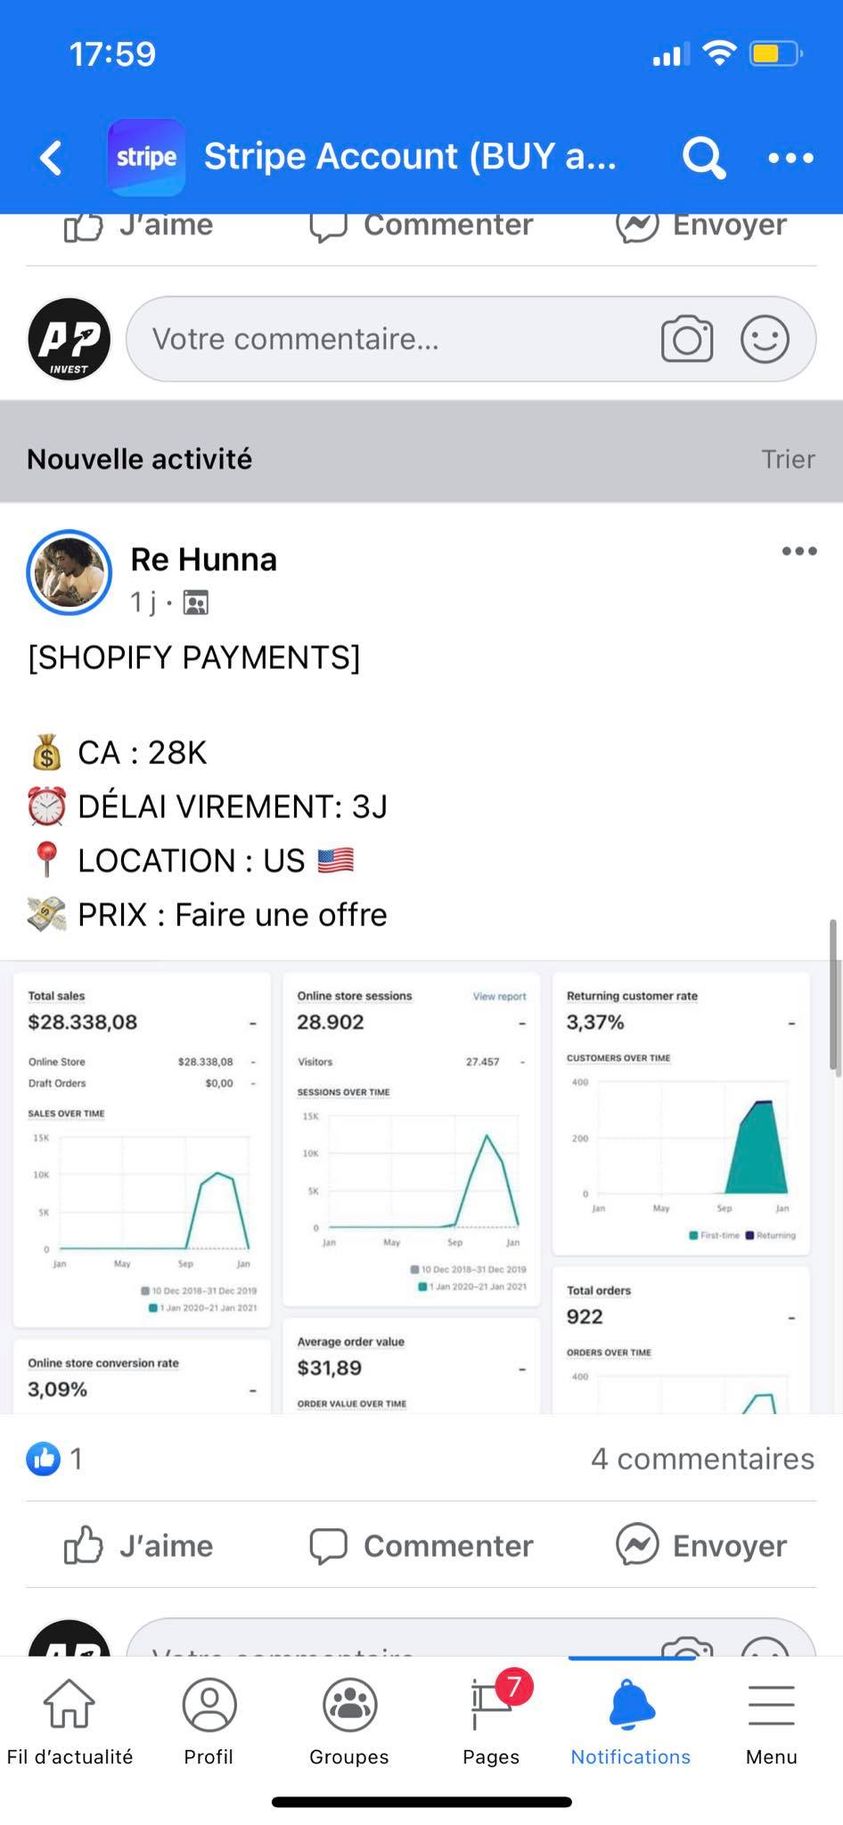 17:59
stripe
Stripe Account (BUY a...
J'aime
Commenter
Envoyer
AP
INVEST
Votre commentaire...
Nouvelle activité
Trier
Re Hunna
1 j ·
[SHOPIFY PAYMENTS]
💰 CA : 28K
⏰ DÉLAI VIREMENT: 3J
📍 LOCATION : US 🇺🇸
💸 PRIX : Faire une offre
Total sales
$28.338,08 -
Online Store $28.338,08 -
Draft Orders $0,00 -
SALES OVER TIME
15K
10K
5K
0
Jan May Sep Jan
10 Dec 2018–31 Dec 2019
1 Jan 2020–21 Jan 2021
Online store conversion rate
3,09% -
Online store sessions View report
28.902 -
Visitors 27.457 -
SESSIONS OVER TIME
15K
10K
5K
0
Jan May Sep Jan
10 Dec 2018–31 Dec 2019
1 Jan 2020–21 Jan 2021
Average order value
$31,89 -
ORDER VALUE OVER TIME
Returning customer rate
3,37% -
CUSTOMERS OVER TIME
400
200
0
Jan May Sep Jan
First-time Returning
Total orders
922 -
ORDERS OVER TIME
400
1
4 commentaires
J'aime
Commenter
Envoyer
AP
Votre commentaire
7
Fil d'actualité
Profil
Groupes
Pages
Notifications
Menu